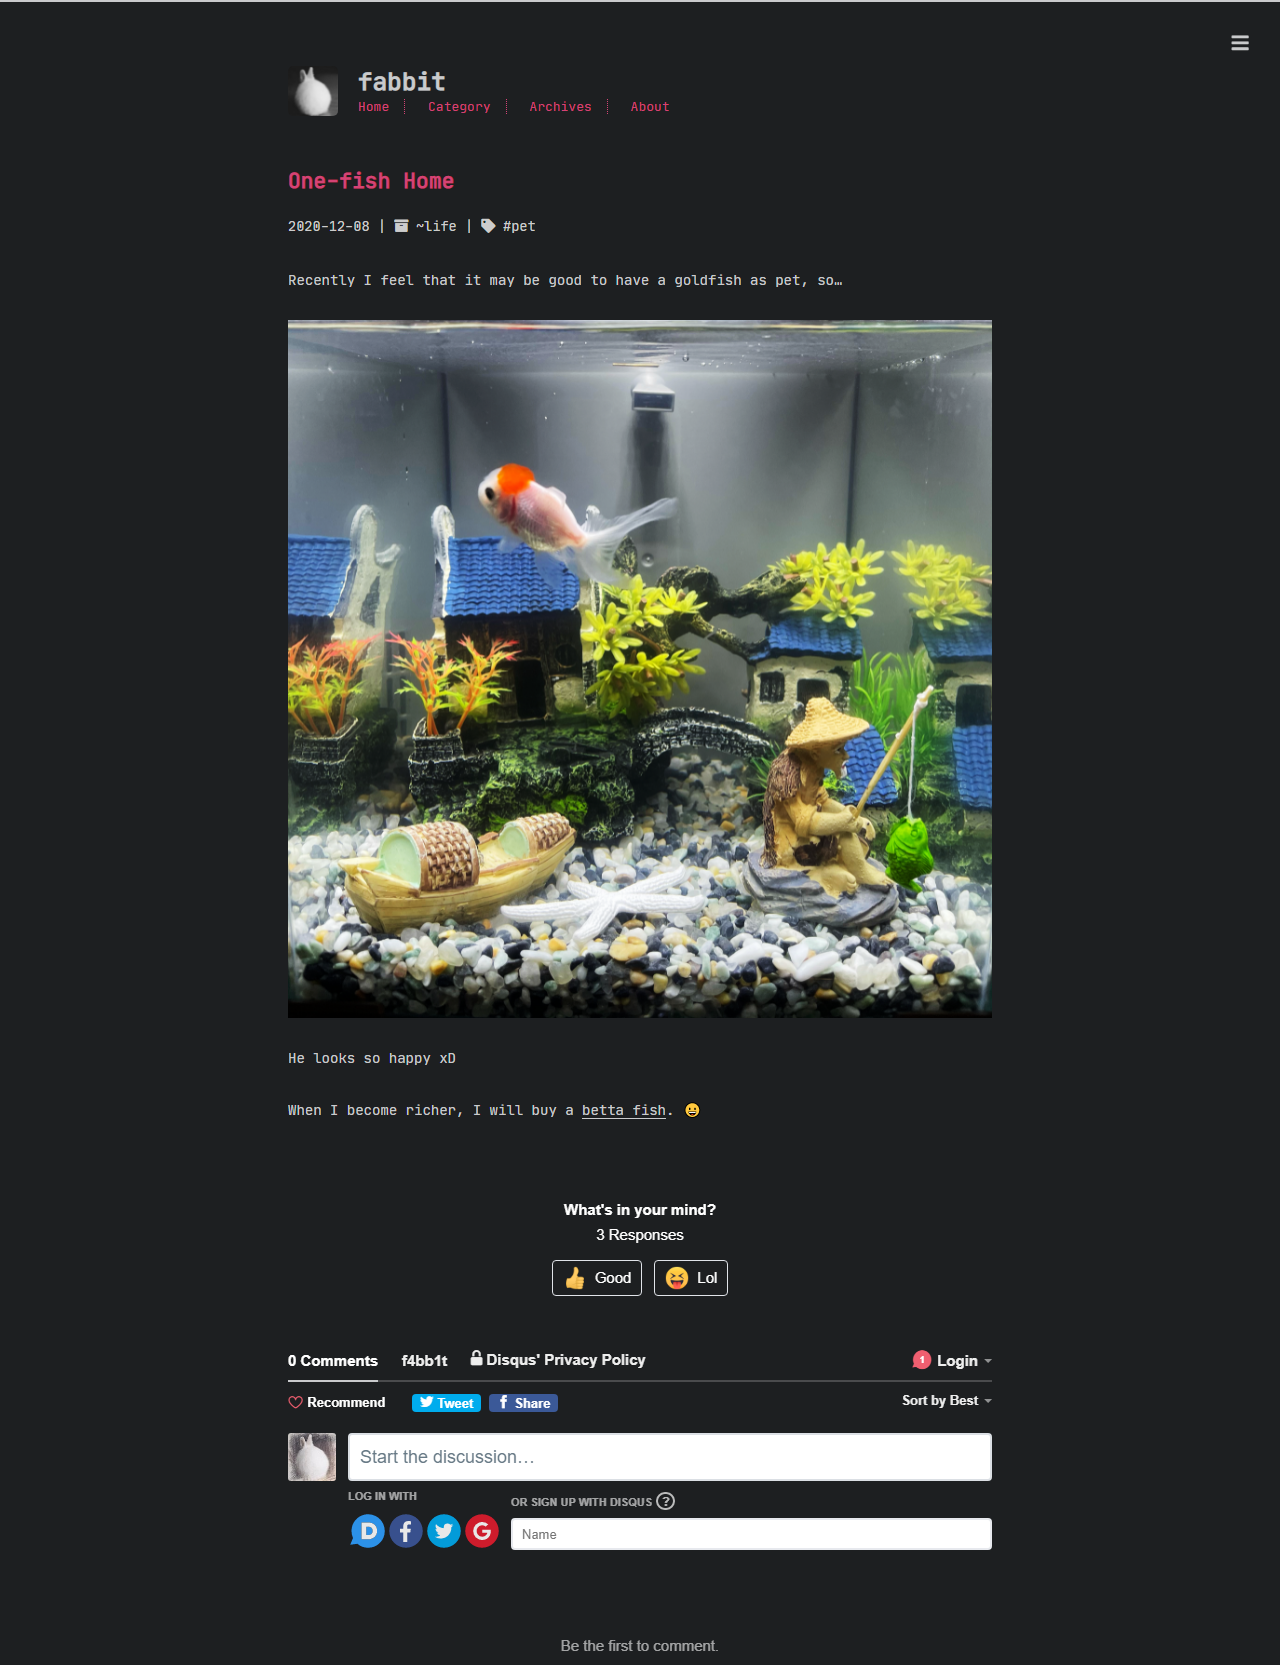 fabbit
Home Category Archives About
One-fish Home
2020-12-08 | ~life | #pet
Recently I feel that it may be good to have a goldfish as pet, so…
He looks so happy xD
When I become richer, I will buy a betta fish. 😀
What's in your mind?
3 Responses
Good Lol
0 Comments f4bb1t Disqus' Privacy Policy 1 Login
Recommend Tweet Share Sort by Best
Start the discussion…
LOG IN WITH
OR SIGN UP WITH DISQUS ?
Name
Be the first to comment.